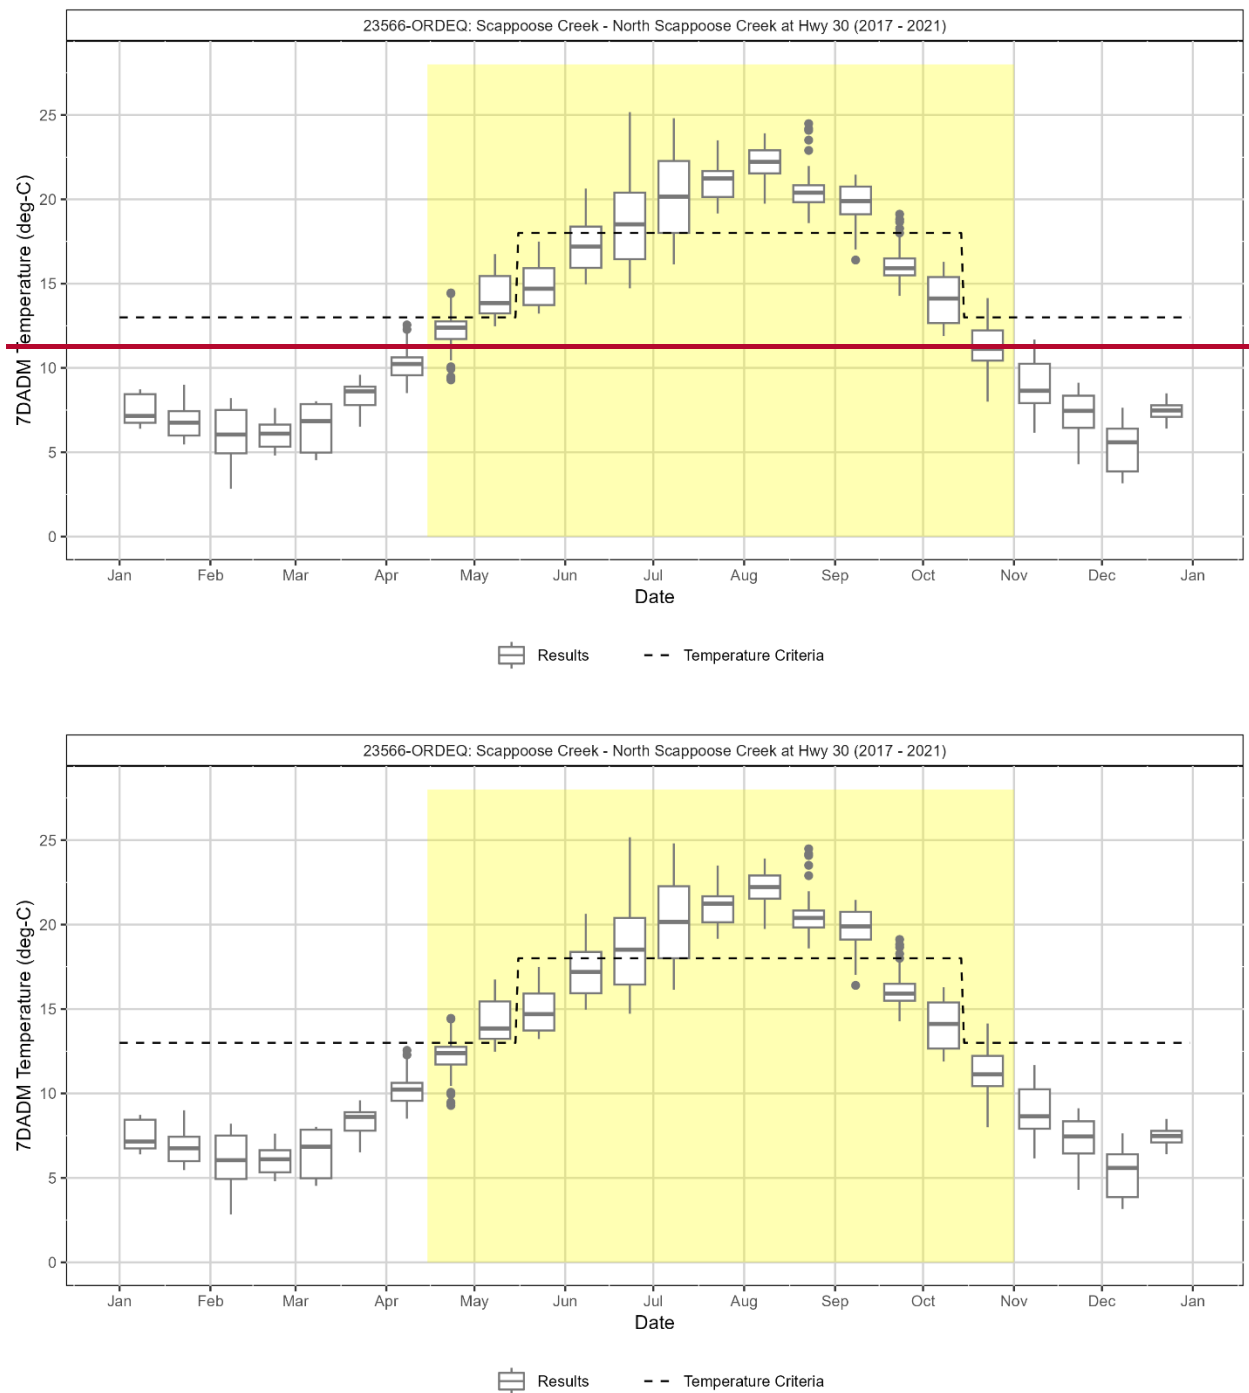 23566-ORDEQ: Scappoose Creek - North Scappoose Creek at Hwy 30 (2017 - 2021)
25
20
15
10
5
0
7DADM Temperature (deg-C)
Jan Feb Mar Apr May Jun Jul Aug Sep Oct Nov Dec Jan
Date
Results Temperature Criteria
23566-ORDEQ: Scappoose Creek - North Scappoose Creek at Hwy 30 (2017 - 2021)
25
20
15
10
5
0
7DADM Temperature (deg-C)
Jan Feb Mar Apr May Jun Jul Aug Sep Oct Nov Dec Jan
Date
Results Temperature Criteria